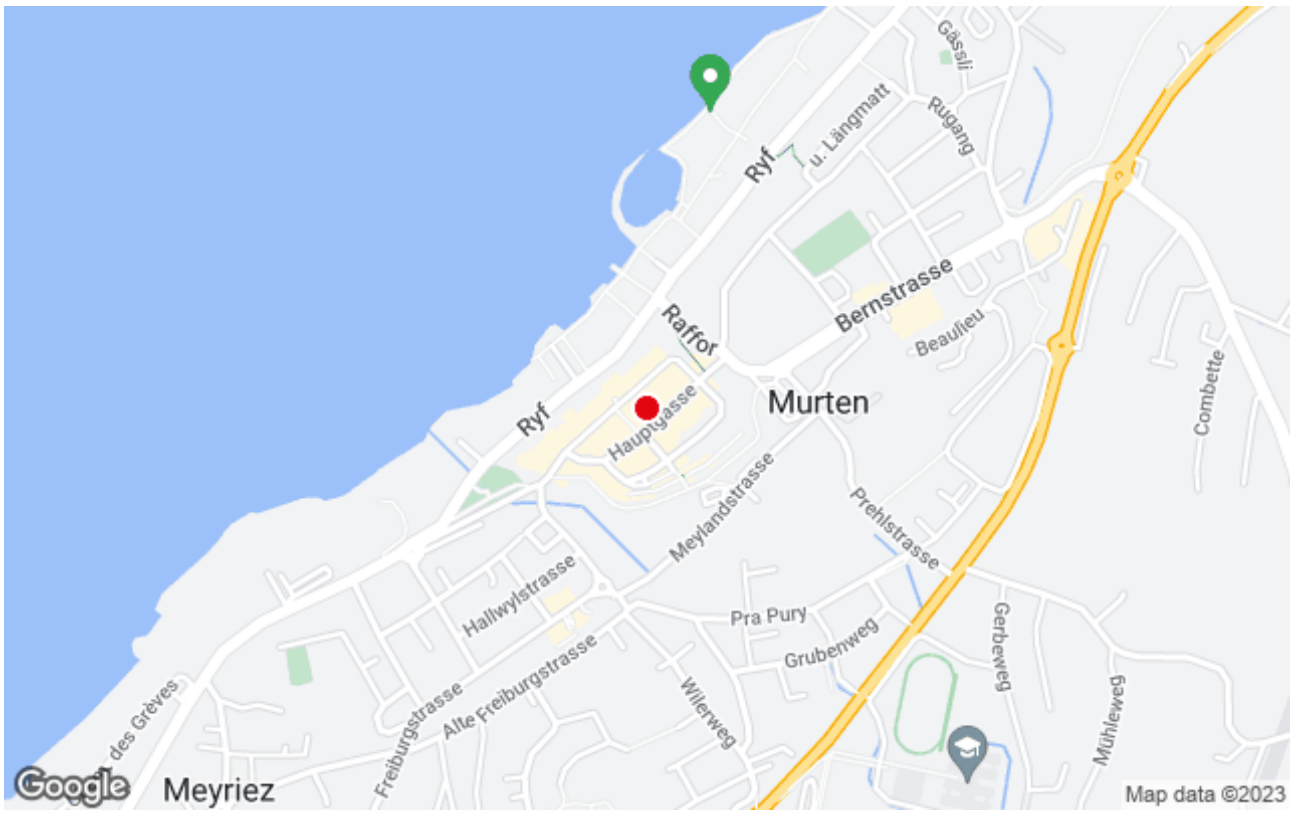 Gässli
Rugang
u. Längmatt
Ryf
Bernstrasse
Raffor
Beaulieu
Combette
Murten
Hauptgasse
Ryf
Meylandstrasse
Prehlstrasse
Hallwylstrasse
Pra Pury
Gerbeweg
Grubenweg
Alte Freiburgstrasse
Freiburgstrasse
Wilerweg
Mühleweg
des Grèves
Meyriez
Google
Map data ©2023